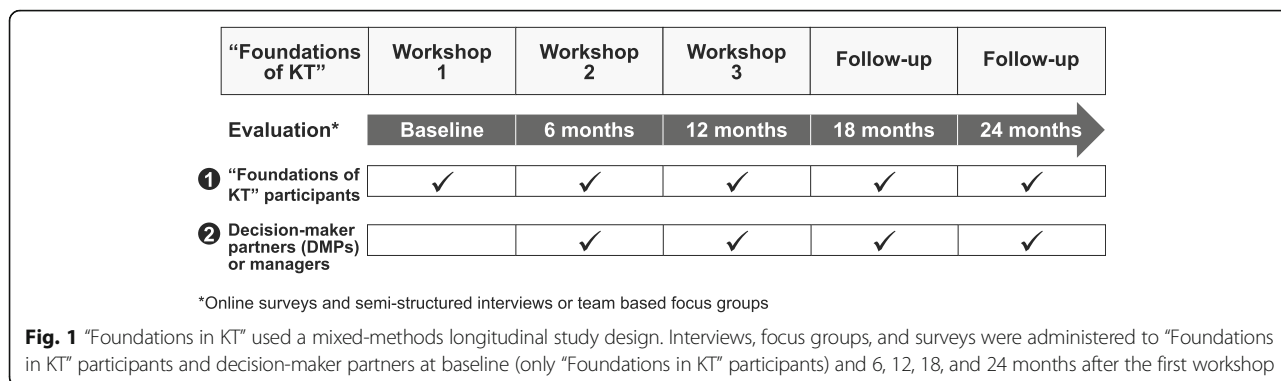 “Foundations of KT” Workshop 1 Workshop 2 Workshop 3 Follow-up Follow-up
Evaluation* Baseline 6 months 12 months 18 months 24 months
1 “Foundations of
KT” participants ✓ ✓ ✓ ✓ ✓
2 Decision-maker
partners (DMPs)
or managers ✓ ✓ ✓ ✓
*Online surveys and semi-structured interviews or team based focus groups
Fig. 1 “Foundations in KT” used a mixed-methods longitudinal study design. Interviews, focus groups, and surveys were administered to “Foundations
in KT” participants and decision-maker partners at baseline (only “Foundations in KT” participants) and 6, 12, 18, and 24 months after the first workshop